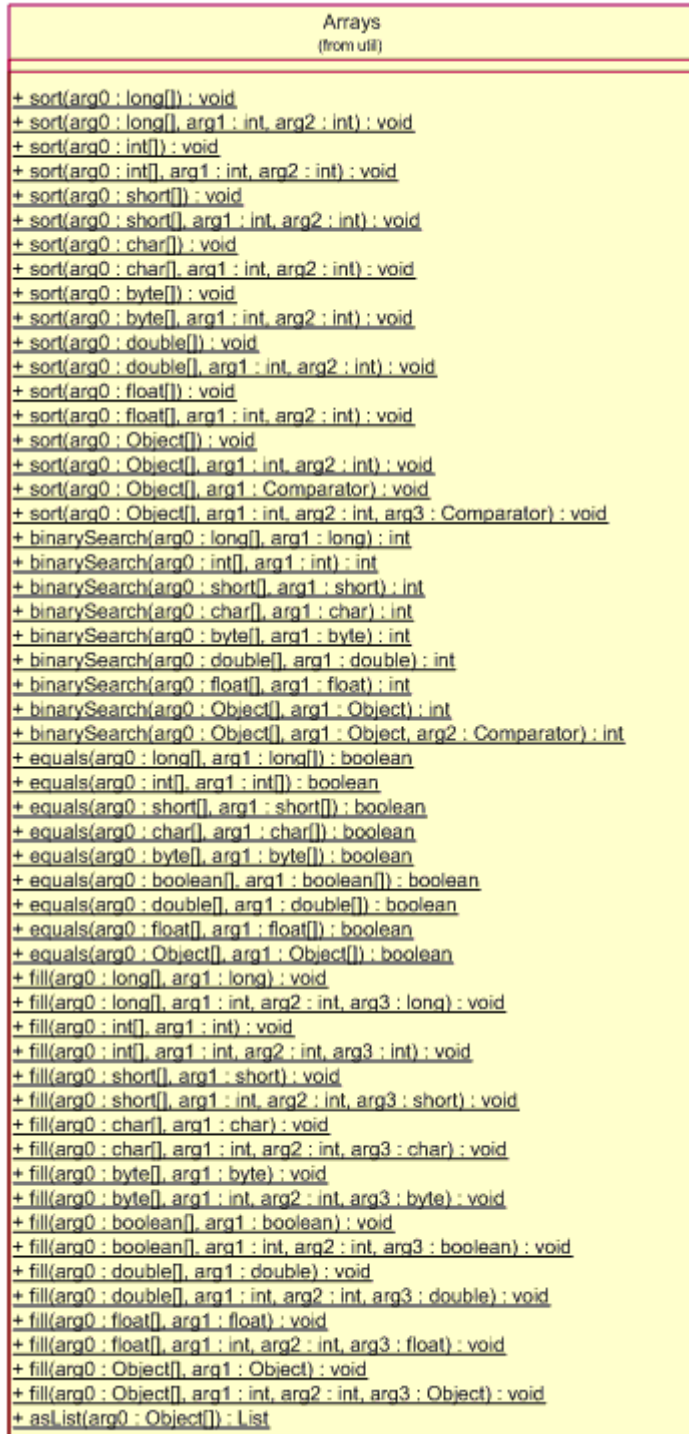 Arrays
(from util)
+ sort(arg0 : long[]) : void
+ sort(arg0 : long[], arg1 : int, arg2 : int) : void
+ sort(arg0 : int[]) : void
+ sort(arg0 : int[], arg1 : int, arg2 : int) : void
+ sort(arg0 : short[]) : void
+ sort(arg0 : short[], arg1 : int, arg2 : int) : void
+ sort(arg0 : char[]) : void
+ sort(arg0 : char[], arg1 : int, arg2 : int) : void
+ sort(arg0 : byte[]) : void
+ sort(arg0 : byte[], arg1 : int, arg2 : int) : void
+ sort(arg0 : double[]) : void
+ sort(arg0 : double[], arg1 : int, arg2 : int) : void
+ sort(arg0 : float[]) : void
+ sort(arg0 : float[], arg1 : int, arg2 : int) : void
+ sort(arg0 : Object[]) : void
+ sort(arg0 : Object[], arg1 : int, arg2 : int) : void
+ sort(arg0 : Object[], arg1 : Comparator) : void
+ sort(arg0 : Object[], arg1 : int, arg2 : int, arg3 : Comparator) : void
+ binarySearch(arg0 : long[], arg1 : long) : int
+ binarySearch(arg0 : int[], arg1 : int) : int
+ binarySearch(arg0 : short[], arg1 : short) : int
+ binarySearch(arg0 : char[], arg1 : char) : int
+ binarySearch(arg0 : byte[], arg1 : byte) : int
+ binarySearch(arg0 : double[], arg1 : double) : int
+ binarySearch(arg0 : float[], arg1 : float) : int
+ binarySearch(arg0 : Object[], arg1 : Object) : int
+ binarySearch(arg0 : Object[], arg1 : Object, arg2 : Comparator) : int
+ equals(arg0 : long[], arg1 : long[]) : boolean
+ equals(arg0 : int[], arg1 : int[]) : boolean
+ equals(arg0 : short[], arg1 : short[]) : boolean
+ equals(arg0 : char[], arg1 : char[]) : boolean
+ equals(arg0 : byte[], arg1 : byte[]) : boolean
+ equals(arg0 : boolean[], arg1 : boolean[]) : boolean
+ equals(arg0 : double[], arg1 : double[]) : boolean
+ equals(arg0 : float[], arg1 : float[]) : boolean
+ equals(arg0 : Object[], arg1 : Object[]) : boolean
+ fill(arg0 : long[], arg1 : long) : void
+ fill(arg0 : long[], arg1 : int, arg2 : int, arg3 : long) : void
+ fill(arg0 : int[], arg1 : int) : void
+ fill(arg0 : int[], arg1 : int, arg2 : int, arg3 : int) : void
+ fill(arg0 : short[], arg1 : short) : void
+ fill(arg0 : short[], arg1 : int, arg2 : int, arg3 : short) : void
+ fill(arg0 : char[], arg1 : char) : void
+ fill(arg0 : char[], arg1 : int, arg2 : int, arg3 : char) : void
+ fill(arg0 : byte[], arg1 : byte) : void
+ fill(arg0 : byte[], arg1 : int, arg2 : int, arg3 : byte) : void
+ fill(arg0 : boolean[], arg1 : boolean) : void
+ fill(arg0 : boolean[], arg1 : int, arg2 : int, arg3 : boolean) : void
+ fill(arg0 : double[], arg1 : double) : void
+ fill(arg0 : double[], arg1 : int, arg2 : int, arg3 : double) : void
+ fill(arg0 : float[], arg1 : float) : void
+ fill(arg0 : float[], arg1 : int, arg2 : int, arg3 : float) : void
+ fill(arg0 : Object[], arg1 : Object) : void
+ fill(arg0 : Object[], arg1 : int, arg2 : int, arg3 : Object) : void
+ asList(arg0 : Object[]) : List